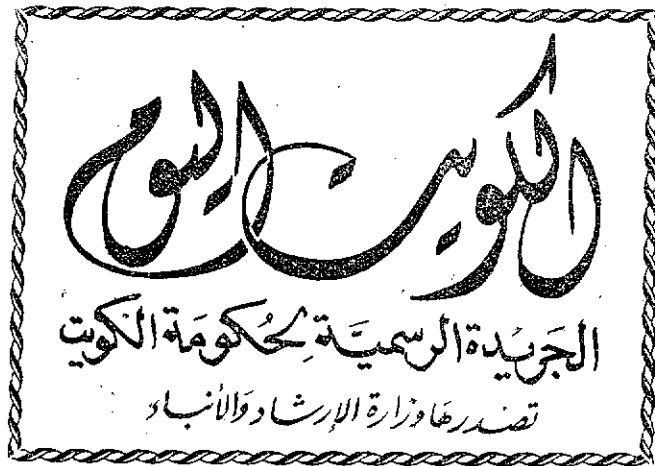 الكويت اليوم
الجريدة الرسمية لحكومة الكويت
تصدرها وزارة الإرشاد والأنباء